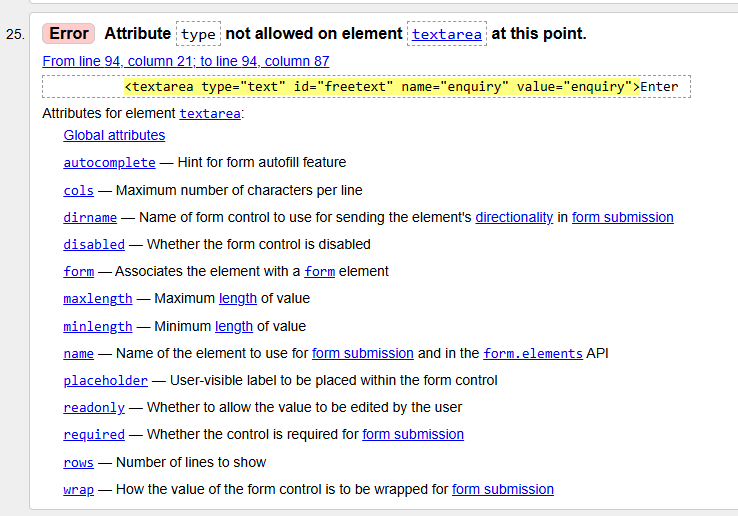 25. Error Attribute type not allowed on element textarea at this point.
From line 94, column 21; to line 94, column 87
<textarea type="text" id="freetext" name="enquiry" value="enquiry">Enter
Attributes for element textarea:
Global attributes
autocomplete — Hint for form autofill feature
cols — Maximum number of characters per line
dirname — Name of form control to use for sending the element's directionality in form submission
disabled — Whether the form control is disabled
form — Associates the element with a form element
maxlength — Maximum length of value
minlength — Minimum length of value
name — Name of the element to use for form submission and in the form.elements API
placeholder — User-visible label to be placed within the form control
readonly — Whether to allow the value to be edited by the user
required — Whether the control is required for form submission
rows — Number of lines to show
wrap — How the value of the form control is to be wrapped for form submission